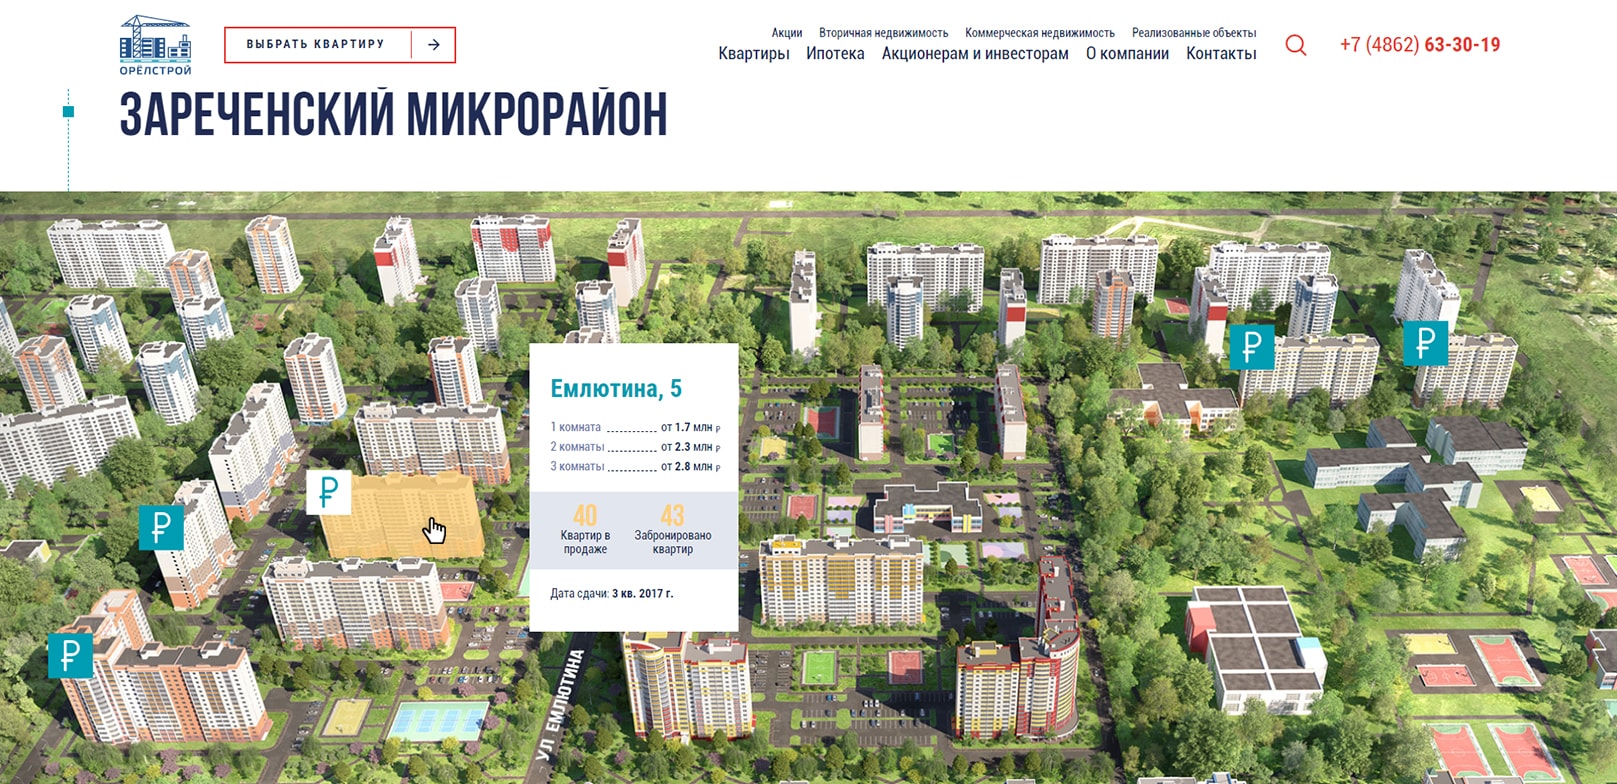 ОРЁЛСТРОЙ
ВЫБРАТЬ КВАРТИРУ
Акции Вторичная недвижимость Коммерческая недвижимость Реализованные объекты
Квартиры Ипотека Акционерам и инвесторам О компании Контакты
+7 (4862) 63-30-19
ЗАРЕЧЕНСКИЙ МИКРОРАЙОН
₽
₽
Емлютина, 5
1 комната от 1.7 млн ₽
2 комнаты от 2.3 млн ₽
3 комнаты от 2.8 млн ₽
₽
₽
40 43
Квартир в Забронировано
продаже квартир
Дата сдачи: 3 кв. 2017 г.
₽
УЛ ЕМЛЮТИНА